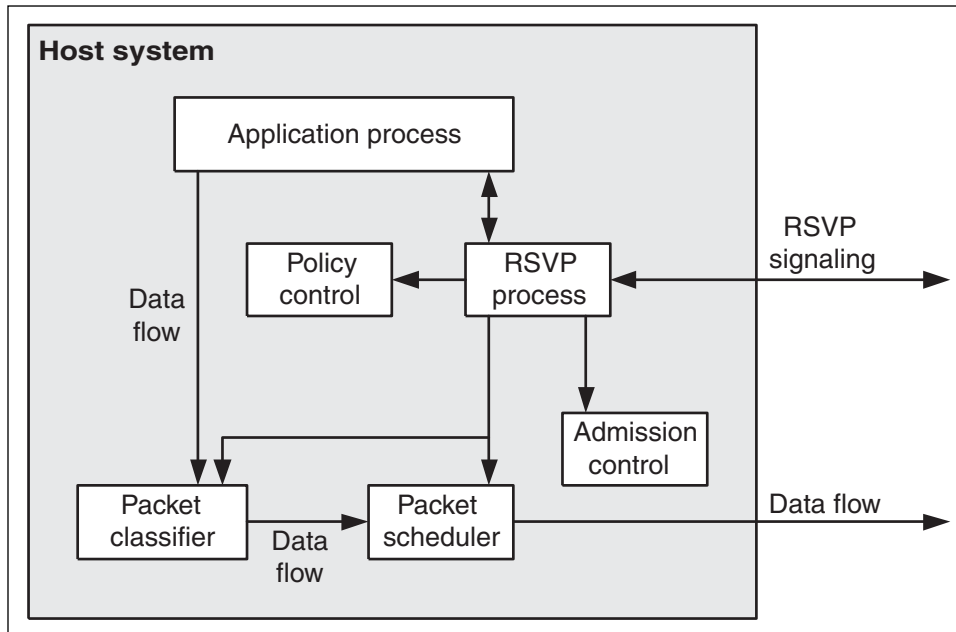 Host system
Application process
RSVP
signaling
Policy
control
RSVP
process
Data
flow
Admission
control
Packet
classifier
Data
flow
Packet
scheduler
Data flow